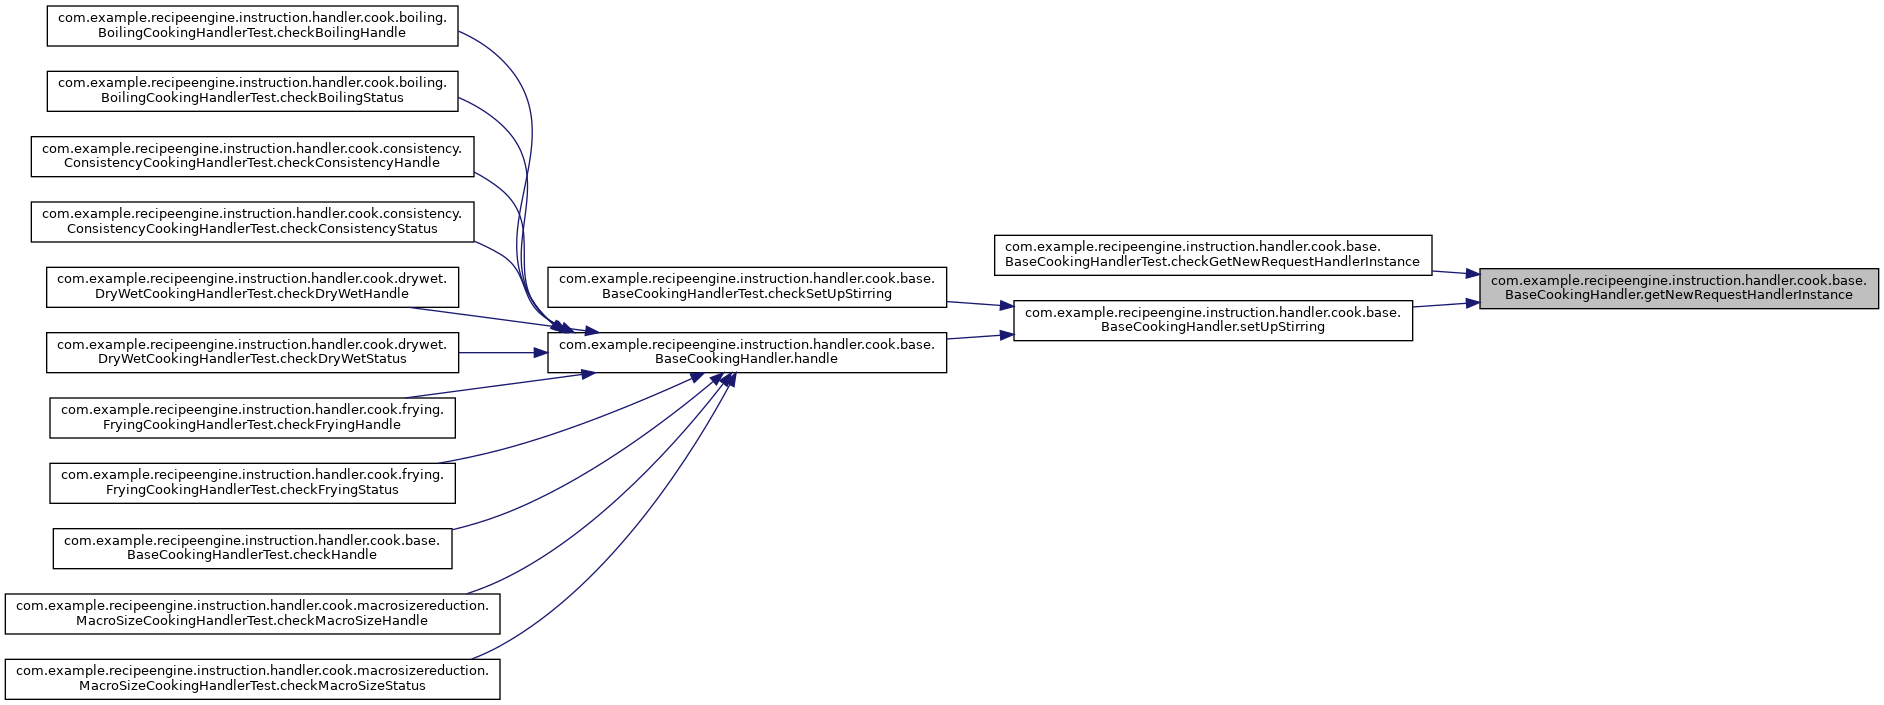 com.example.recipeengine.instruction.handler.cook.boiling.
BoilingCookingHandlerTest.checkBoilingHandle
com.example.recipeengine.instruction.handler.cook.boiling.
BoilingCookingHandlerTest.checkBoilingStatus
com.example.recipeengine.instruction.handler.cook.consistency.
ConsistencyCookingHandlerTest.checkConsistencyHandle
com.example.recipeengine.instruction.handler.cook.consistency.
ConsistencyCookingHandlerTest.checkConsistencyStatus
com.example.recipeengine.instruction.handler.cook.drywet.
DryWetCookingHandlerTest.checkDryWetHandle
com.example.recipeengine.instruction.handler.cook.drywet.
DryWetCookingHandlerTest.checkDryWetStatus
com.example.recipeengine.instruction.handler.cook.frying.
FryingCookingHandlerTest.checkFryingHandle
com.example.recipeengine.instruction.handler.cook.frying.
FryingCookingHandlerTest.checkFryingStatus
com.example.recipeengine.instruction.handler.cook.base.
BaseCookingHandlerTest.checkHandle
com.example.recipeengine.instruction.handler.cook.macrosizereduction.
MacroSizeCookingHandlerTest.checkMacroSizeHandle
com.example.recipeengine.instruction.handler.cook.macrosizereduction.
MacroSizeCookingHandlerTest.checkMacroSizeStatus
com.example.recipeengine.instruction.handler.cook.base.
BaseCookingHandlerTest.checkSetUpStirring
com.example.recipeengine.instruction.handler.cook.base.
BaseCookingHandler.handle
com.example.recipeengine.instruction.handler.cook.base.
BaseCookingHandlerTest.checkGetNewRequestHandlerInstance
com.example.recipeengine.instruction.handler.cook.base.
BaseCookingHandler.setUpStirring
com.example.recipeengine.instruction.handler.cook.base.
BaseCookingHandler.getNewRequestHandlerInstance